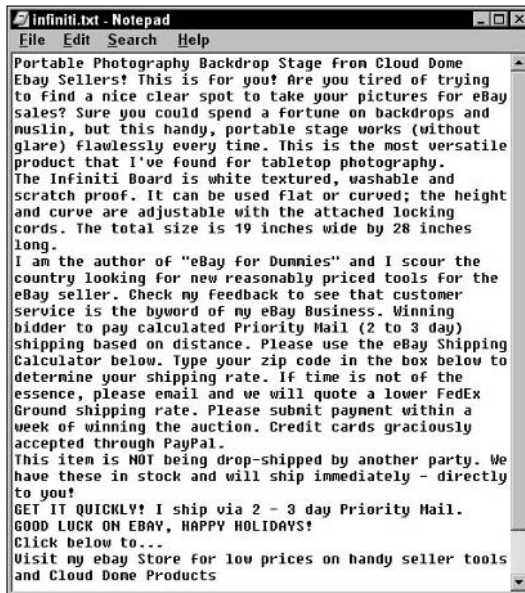 infiniti.txt - Notepad
File Edit Search Help
Portable Photography Backdrop Stage from Cloud Dome
Ebay Sellers! This is for you! Are you tired of trying
to find a nice clear spot to take your pictures for eBay
sales? Sure you could spend a fortune on backdrops and
muslin, but this handy, portable stage works (without
glare) flawlessly every time. This is the most versatile
product that I've found for tabletop photography.
The Infiniti Board is white textured, washable and
scratch proof. It can be used flat or curved; the height
and curve are adjustable with the attached locking
cords. The total size is 19 inches wide by 28 inches
long.
I am the author of "eBay for Dummies" and I scour the
country looking for new reasonably priced tools for the
eBay seller. Check my feedback to see that customer
service is the byword of my eBay Business. Winning
bidder to pay calculated Priority Mail (2 to 3 day)
shipping based on distance. Please use the eBay Shipping
Calculator below. Type your zip code in the box below to
determine your shipping rate. If time is not of the
essence, please email and we will quote a lower FedEx
Ground shipping rate. Please submit payment within a
week of winning the auction. Credit cards graciously
accepted through PayPal.
This item is NOT being drop-shipped by another party. We
have these in stock and will ship immediately - directly
to you!
GET IT QUICKLY! I ship via 2 - 3 day Priority Mail.
GOOD LUCK ON EBAY, HAPPY HOLIDAYS!
Click below to...
Visit my ebay Store for low prices on handy seller tools
and Cloud Dome Products